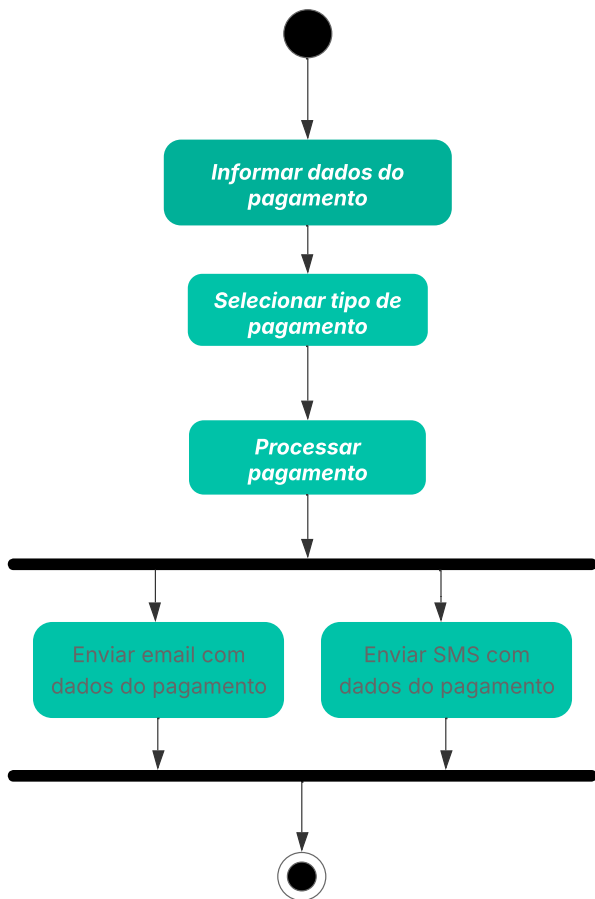 Informar dados do
pagamento
Selecionar tipo de
pagamento
Processar
pagamento
Enviar email com
dados do pagamento
Enviar SMS com
dados do pagamento